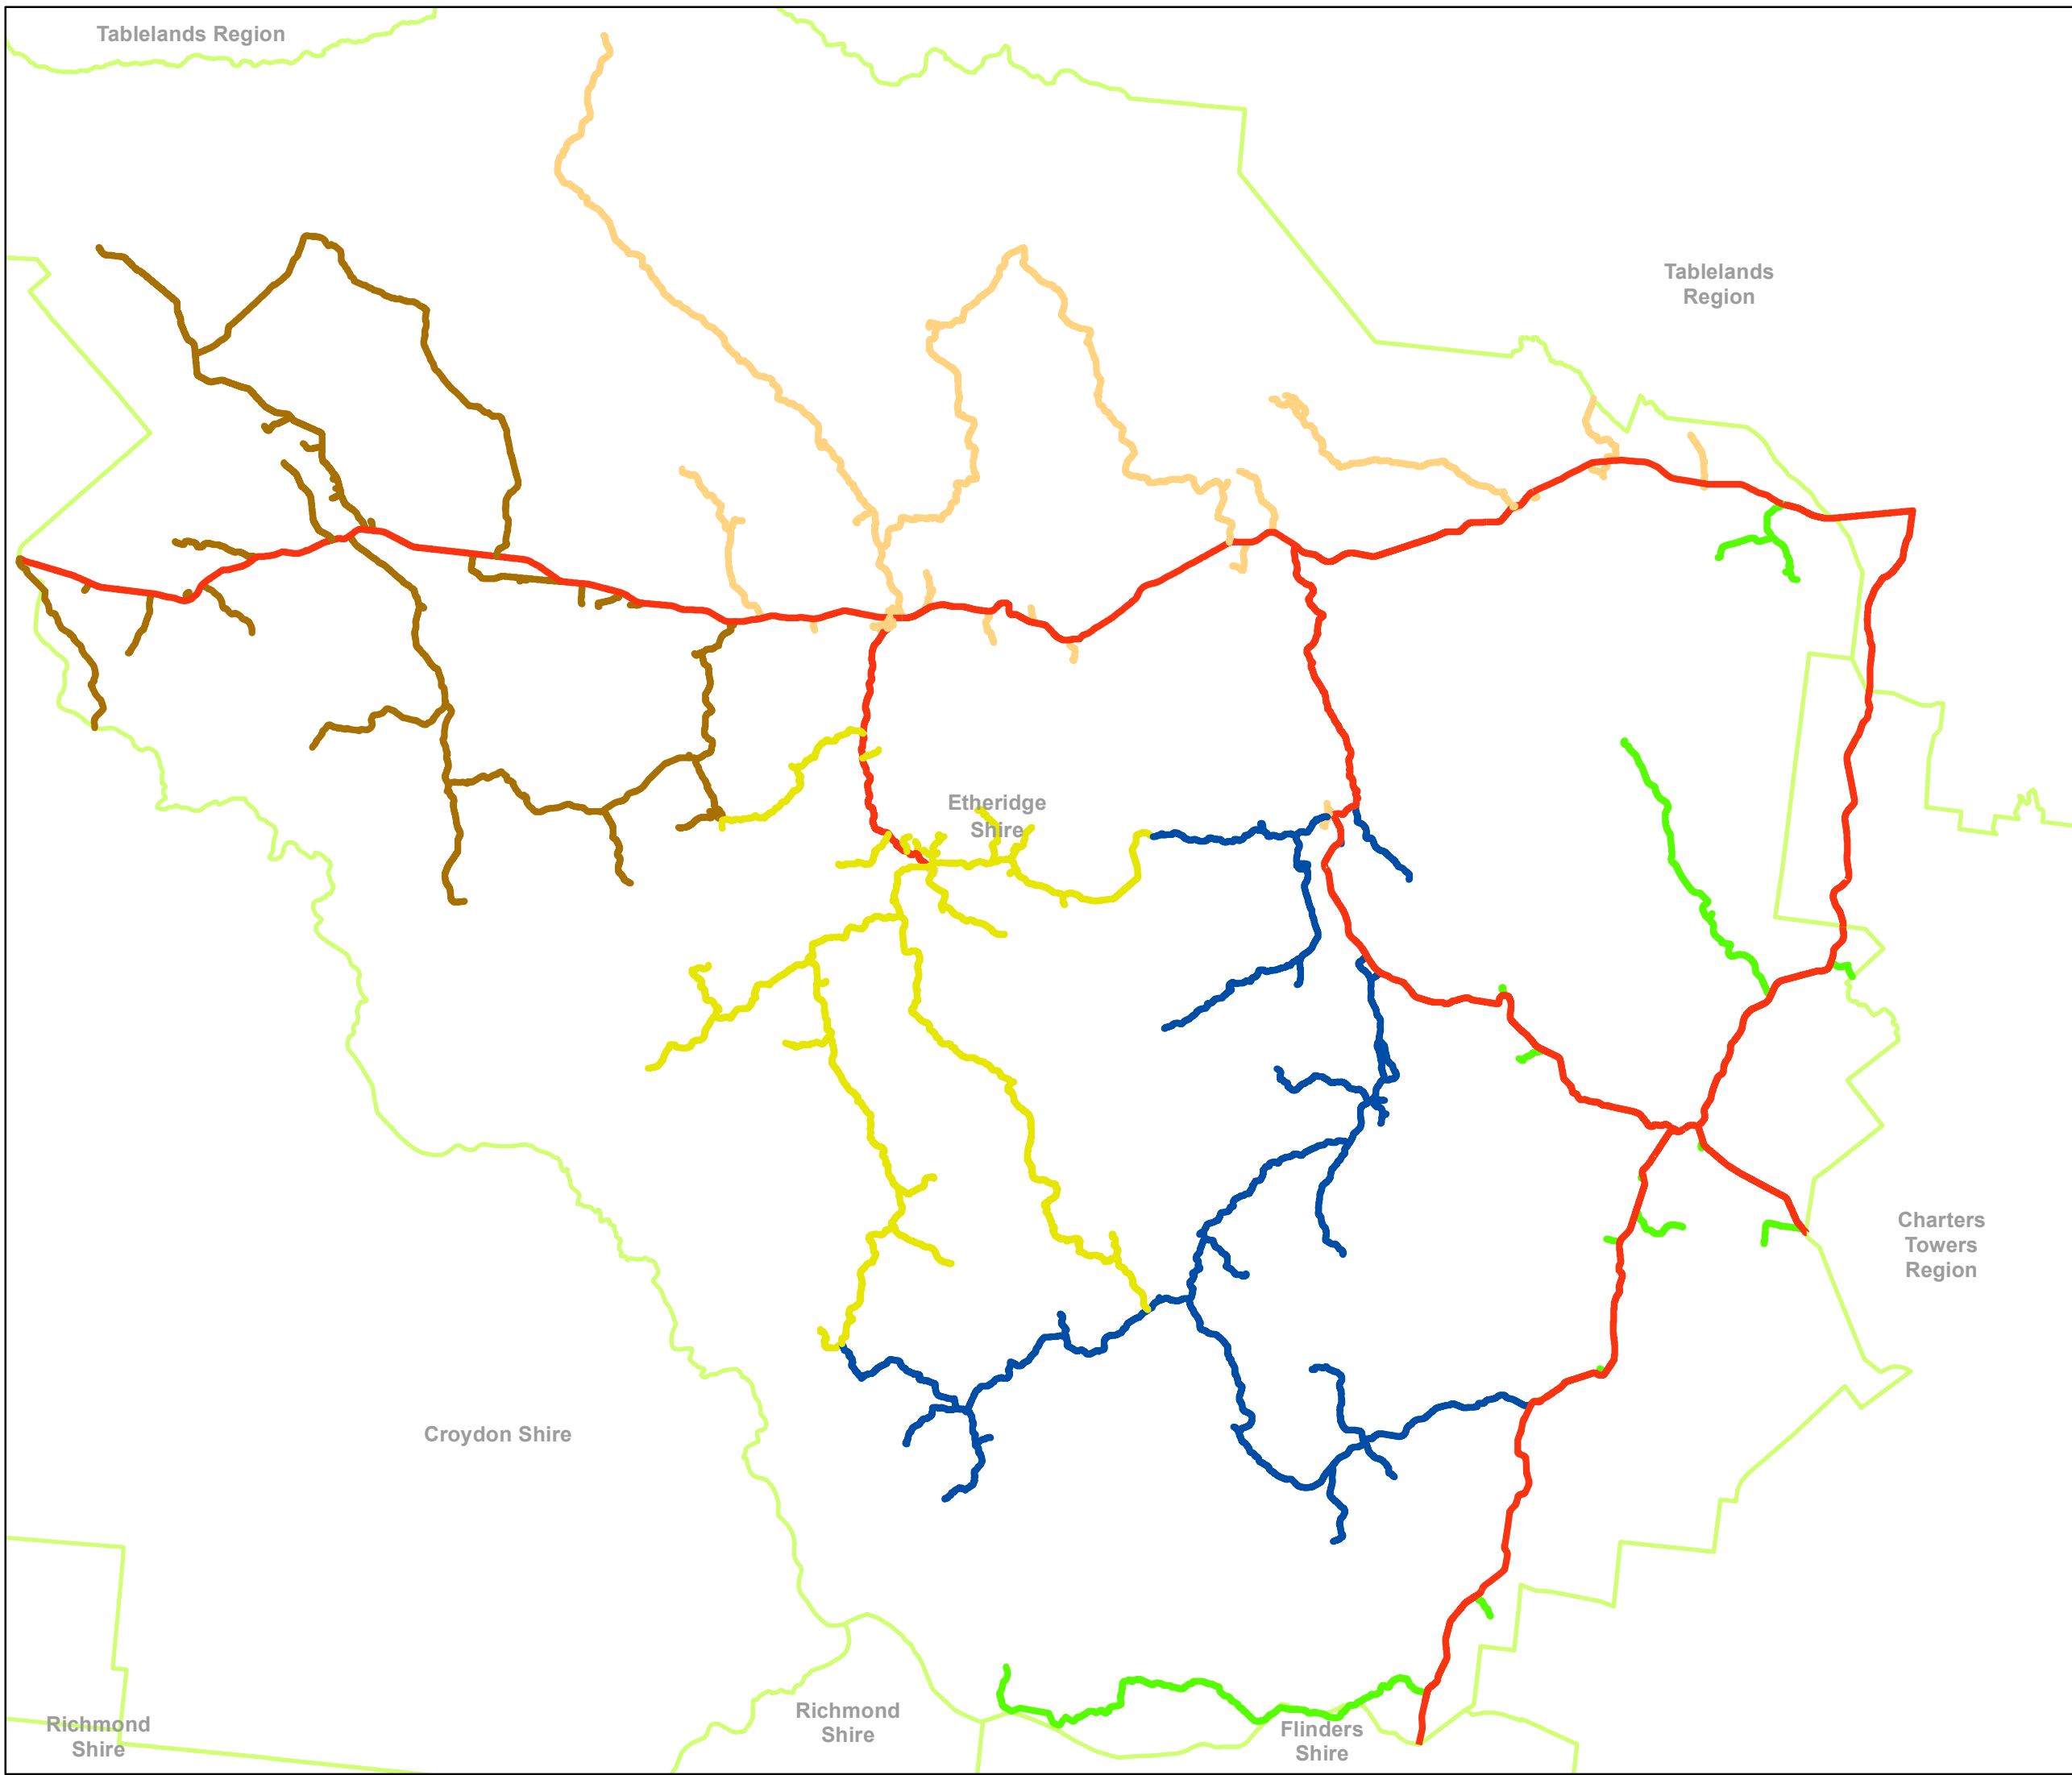 Tablelands Region
Tablelands
Region
Etheridge
Shire
Charters
Towers
Region
Croydon Shire
Richmond
Shire
Richmond
Shire
Flinders
Shire